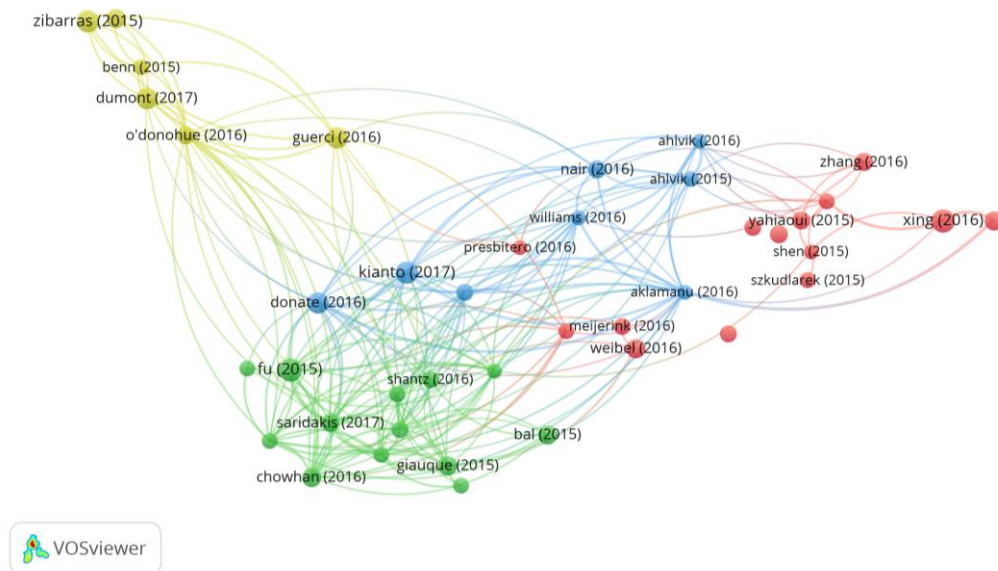 zibarras (2015)
benn (2015)
dumont (2017)
o'donohue (2016)
guerci (2016)
ahlvik (2016)
nair (2016)
ahlvik (2015)
zhang (2016)
williams (2016)
yahiaoui (2015)
xing (2016)
presbitero (2016)
shen (2015)
kianto (2017)
szkudlarek (2015)
donate (2016)
aklamanu (2016)
meijerink (2016)
weibel (2016)
fu (2015)
shantz (2016)
saridakis (2017)
bal (2015)
giauque (2015)
chowhan (2016)
VOSviewer